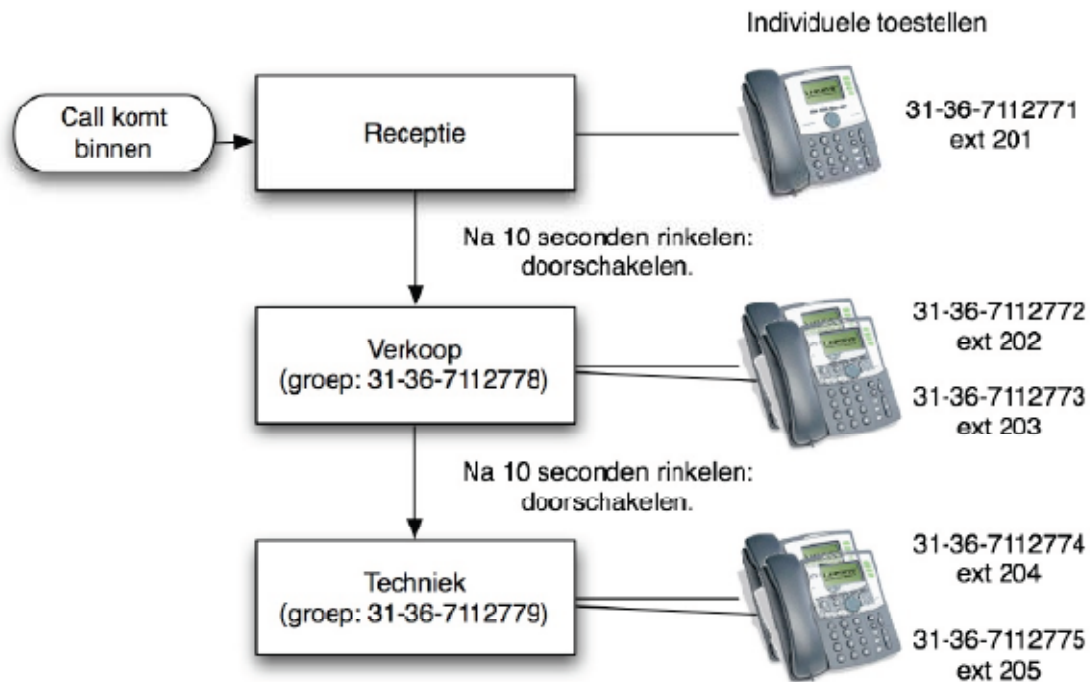 Individuele toestellen
Call komt
binnen
Receptie
31-36-7112771
ext 201
Na 10 seconden rinkelen:
doorschakelen.
Verkoop
(groep: 31-36-7112778)
31-36-7112772
ext 202
31-36-7112773
ext 203
Na 10 seconden rinkelen:
doorschakelen.
Techniek
(groep: 31-36-7112779)
31-36-7112774
ext 204
31-36-7112775
ext 205